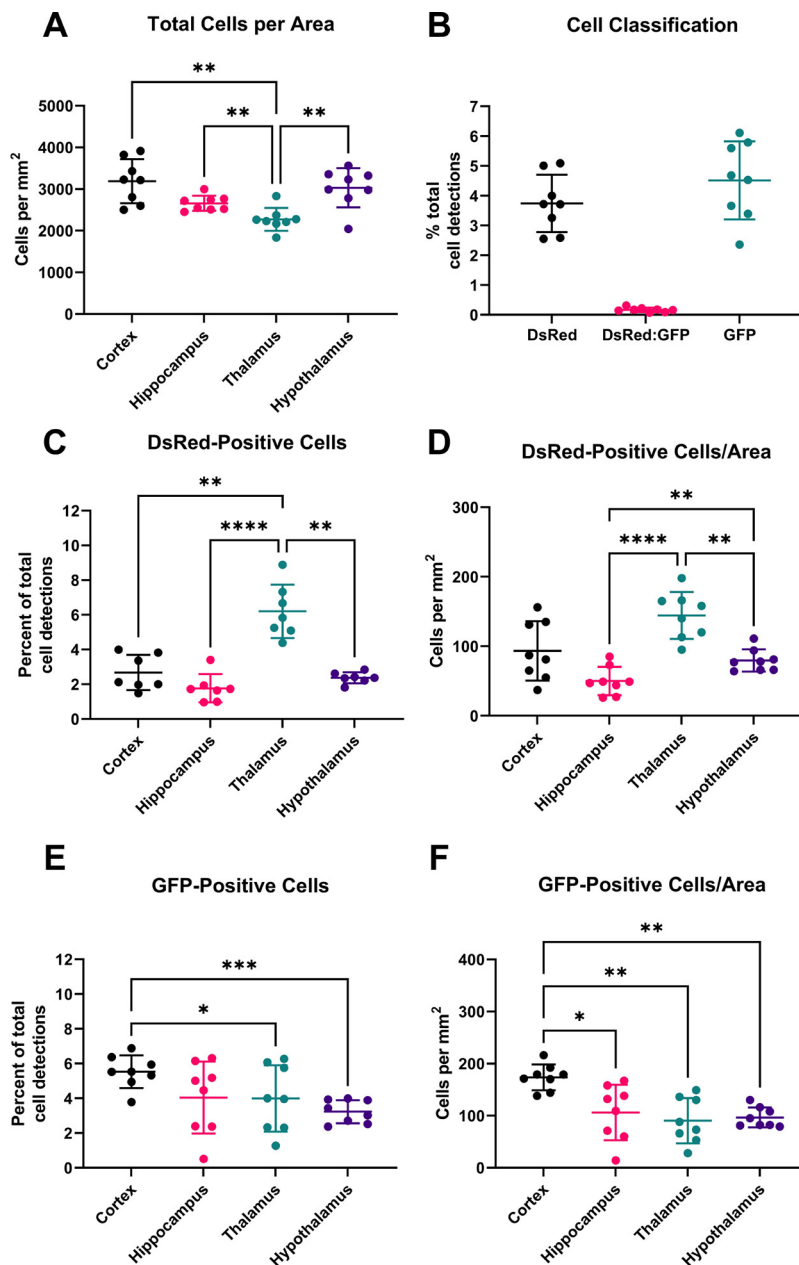 A
Total Cells per Area
**
**
**
Cells per mm²
5000
4000
3000
2000
1000
0
Cortex
Hippocampus
Thalamus
Hypothalamus
B
Cell Classification
% total
cell detections
7
6
5
4
3
2
1
0
DsRed
DsRed:GFP
GFP
C
DsRed-Positive Cells
**
****
**
Percent of total
cell detections
12
10
8
6
4
2
0
Cortex
Hippocampus
Thalamus
Hypothalamus
D
DsRed-Positive Cells/Area
**
****
**
Cells per mm²
300
200
100
0
Cortex
Hippocampus
Thalamus
Hypothalamus
E
GFP-Positive Cells
***
*
Percent of total
cell detections
12
10
8
6
4
2
0
Cortex
Hippocampus
Thalamus
Hypothalamus
F
GFP-Positive Cells/Area
**
**
*
Cells per mm²
400
300
200
100
0
Cortex
Hippocampus
Thalamus
Hypothalamus